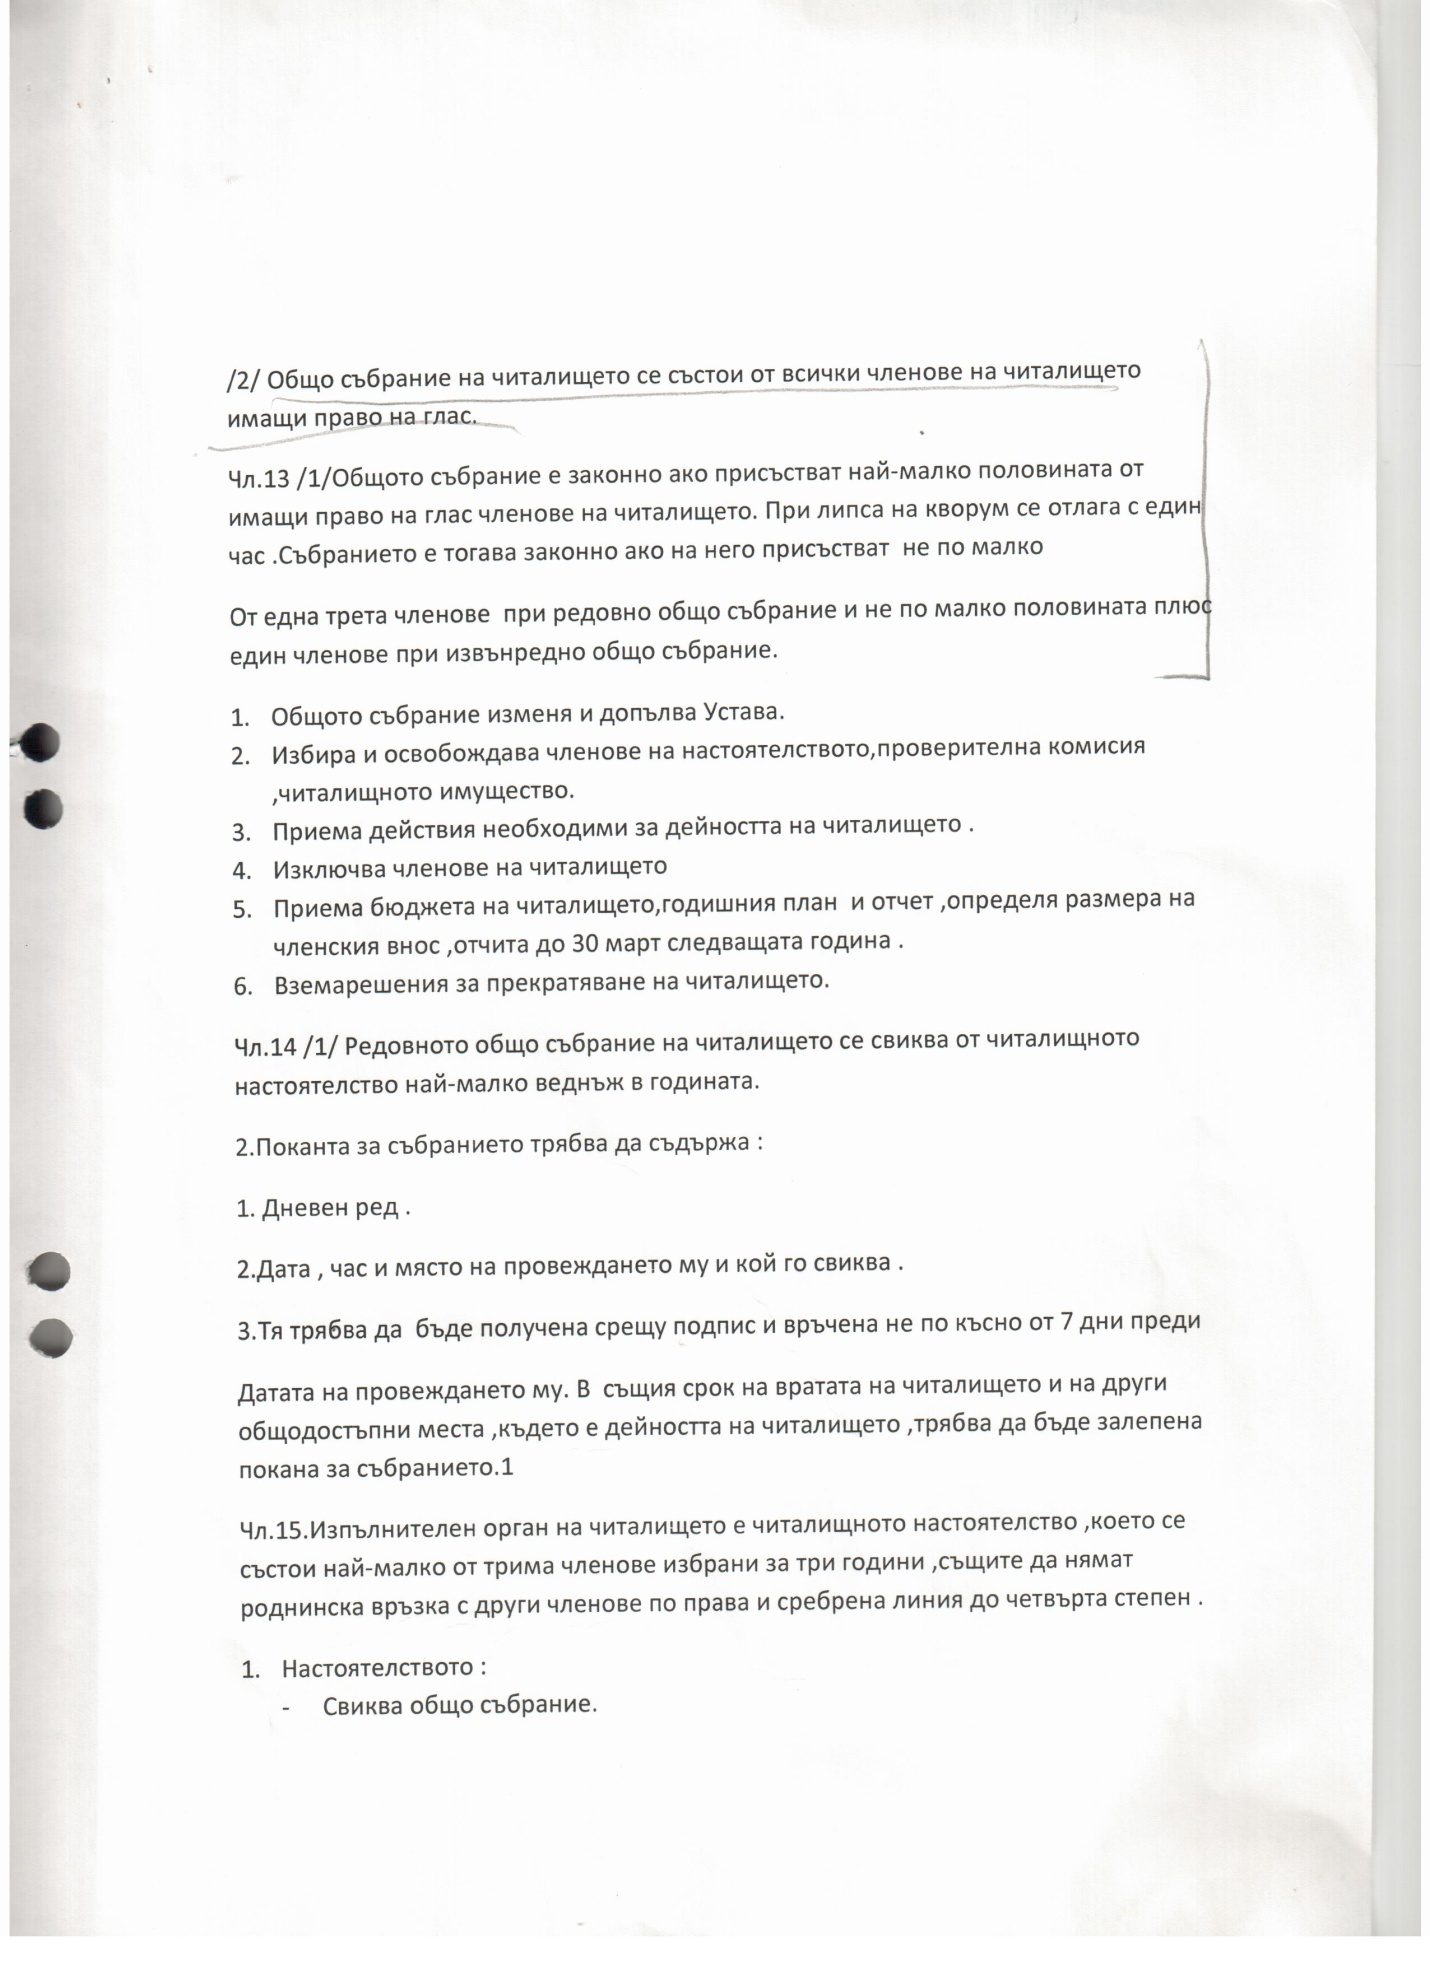 /2/ Общо събрание на читалището се състои от всички членове на читалището
имащи право на глас.
Чл.13 /1/Общото събрание е законно ако присъстват най-малко половината от
имащи право на глас членове на читалището. При липса на кворум се отлага с един
час .Събранието е тогава законно ако на него присъстват  не по малко
От една трета членове  при редовно общо събрание и не по малко половината плюс
един членове при извънредно общо събрание.
1. Общото събрание изменя и допълва Устава.
2. Избира и освобождава членове на настоятелството,проверителна комисия
,читалищното имущество.
3. Приема действия необходими за дейността на читалището .
4. Изключва членове на читалището
5. Приема бюджета на читалището,годишния план  и отчет ,определя размера на
членския внос ,отчита до 30 март следващата година .
6. Вземарешения за прекратяване на читалището.
Чл.14 /1/ Редовното общо събрание на читалището се свиква от читалищното
настоятелство най-малко веднъж в годината.
2.Поканта за събранието трябва да съдържа :
1. Дневен ред .
2.Дата , час и място на провеждането му и кой го свиква .
3.Тя трябва да  бъде получена срещу подпис и връчена не по късно от 7 дни преди
Датата на провеждането му. В  същия срок на вратата на читалището и на други
общодостъпни места ,където е дейността на читалището ,трябва да бъде залепена
покана за събранието.1
Чл.15.Изпълнителен орган на читалището е читалищното настоятелство ,което се
състои най-малко от трима членове избрани за три години ,същите да нямат
роднинска връзка с други членове по права и сребрена линия до четвърта степен .
1. Настоятелството :
- Свиква общо събрание.